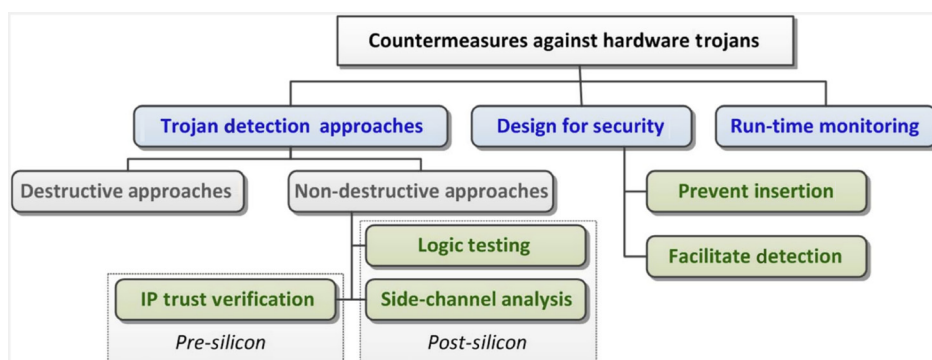 Countermeasures against hardware trojans
Trojan detection approaches
Design for security
Run-time monitoring
Destructive approaches
Non-destructive approaches
Prevent insertion
Logic testing
Facilitate detection
IP trust verification
Side-channel analysis
Pre-silicon
Post-silicon